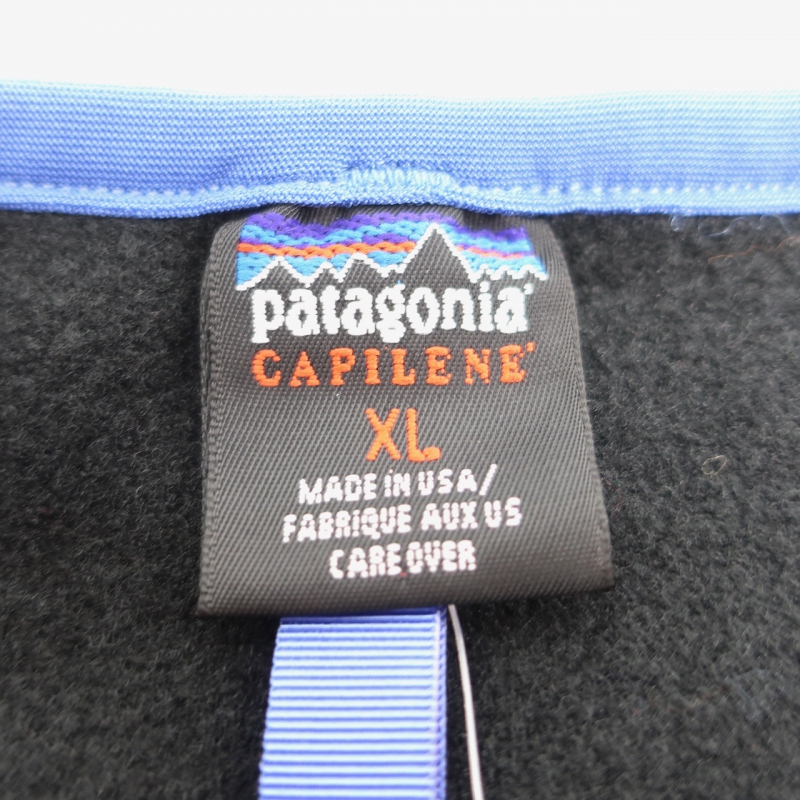 patagonia®
CAPILENE®
XL
MADE IN USA/
FABRIQUE AUX US
CARE OVER